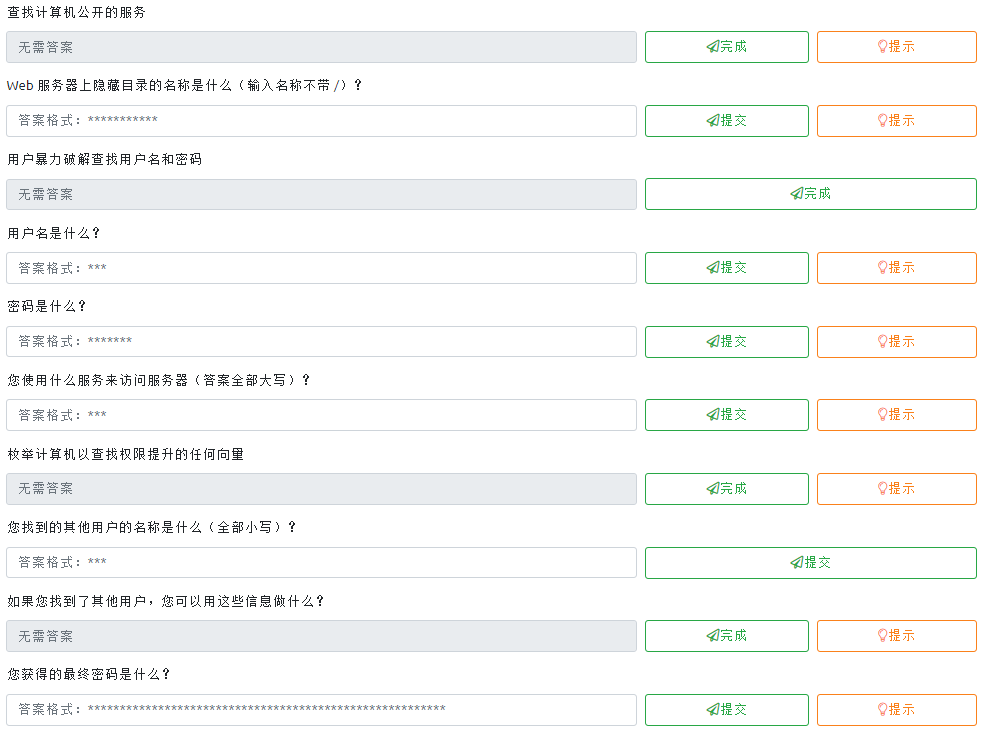 查找计算机公开的服务
无需答案 完成 提示
Web 服务器上隐藏目录的名称是什么（输入名称不带 /）？
答案格式：*********** 提交 提示
用户暴力破解查找用户名和密码
无需答案 完成
用户名是什么？
答案格式：*** 提交 提示
密码是什么？
答案格式：******* 提交 提示
您使用什么服务来访问服务器（答案全部大写）？
答案格式：*** 提交 提示
枚举计算机以查找权限提升的任何向量
无需答案 完成 提示
您找到的其他用户的名称是什么（全部小写）？
答案格式：*** 提交
如果您找到了其他用户，您可以用这些信息做什么？
无需答案 完成 提示
您获得的最终密码是什么？
答案格式：******************************************************** 提交 提示